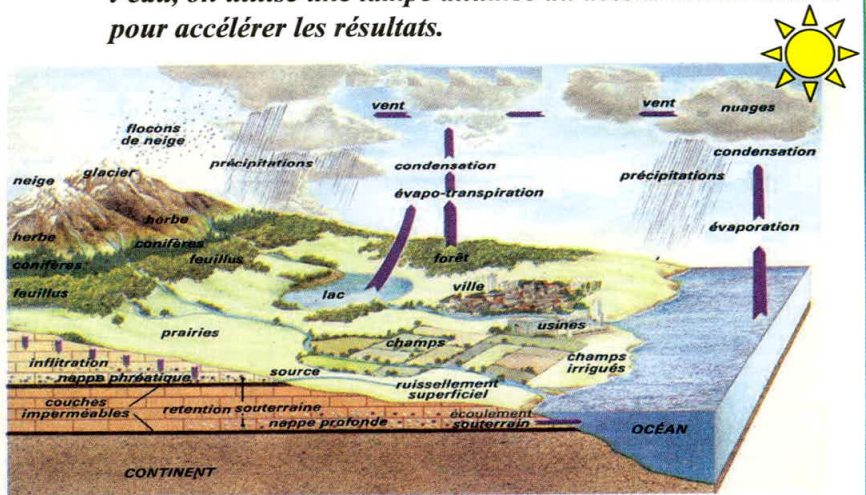 pour accélérer les résultats.
vent
vent
nuages
flocons
de neige
précipitations
condensation
condensation
précipitations
neige
glacier
évapo-transpiration
évaporation
herbe
herbe
conifères
conifères
feuillus
feuillus
forêt
lac
ville
usines
prairies
champs
champs
irrigués
inflitration
nappe phréatique
source
ruissellement
superficiel
couches
imperméables
retention souterraine
nappe profonde
écoulement
souterrain
OCÉAN
CONTINENT